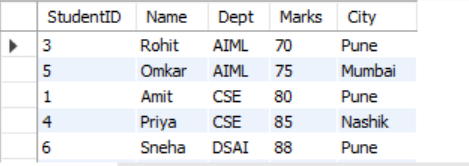 StudentID Name Dept Marks City
3 Rohit AIML 70 Pune
5 Omkar AIML 75 Mumbai
1 Amit CSE 80 Pune
4 Priya CSE 85 Nashik
6 Sneha DSAI 88 Pune